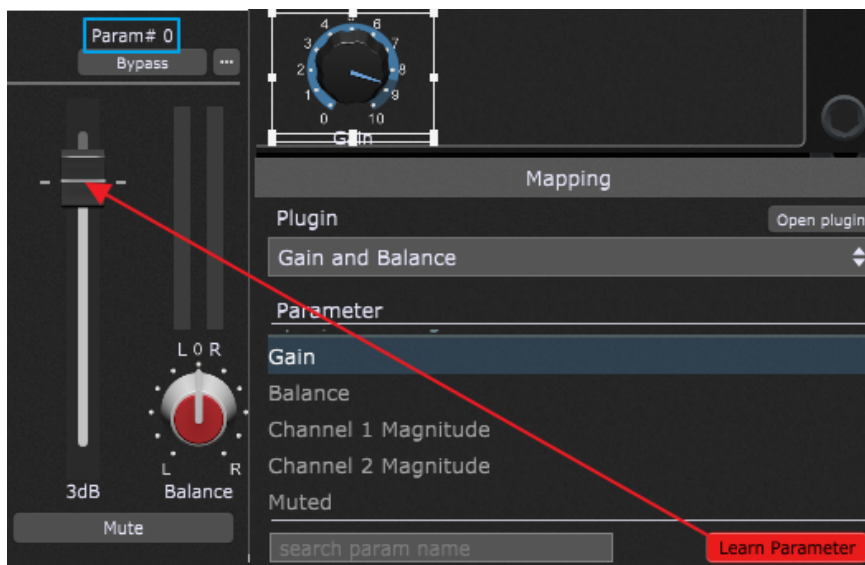 Param# 0
Bypass
...
L 0 R
L R
3dB
Balance
Mute
4 5 6
3 7
2 8
1 9
0 10
Gain
Mapping
Plugin
Open plugin
Gain and Balance
Parameter
Gain
Balance
Channel 1 Magnitude
Channel 2 Magnitude
Muted
search param name
Learn Parameter